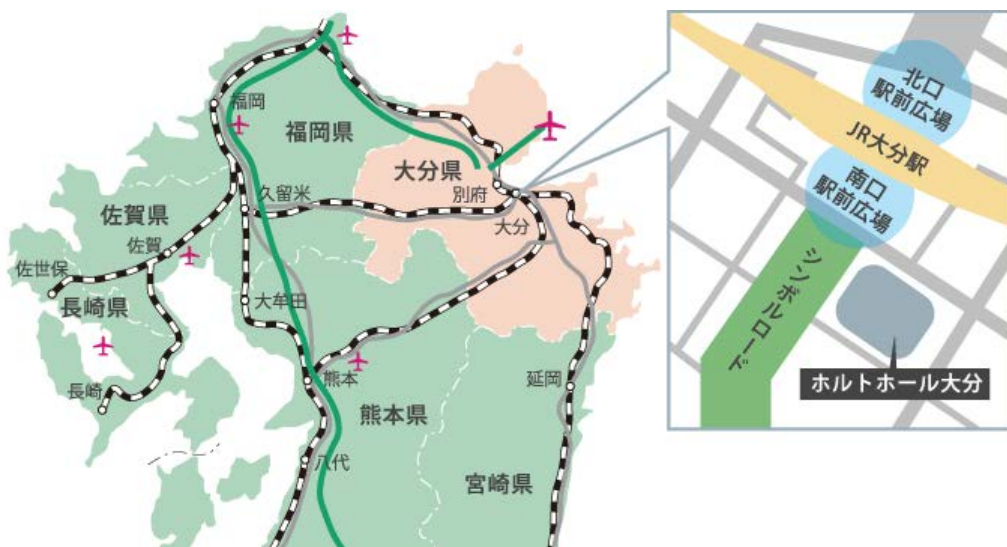 福岡
福岡県
大分県
久留米
別府
佐賀県
大分
佐賀
佐世保
大牟田
長崎県
長崎
熊本
延岡
熊本県
八代
宮崎県
北口
駅前広場
JR大分駅
南口
駅前広場
シンボルロード
ホルトホール大分